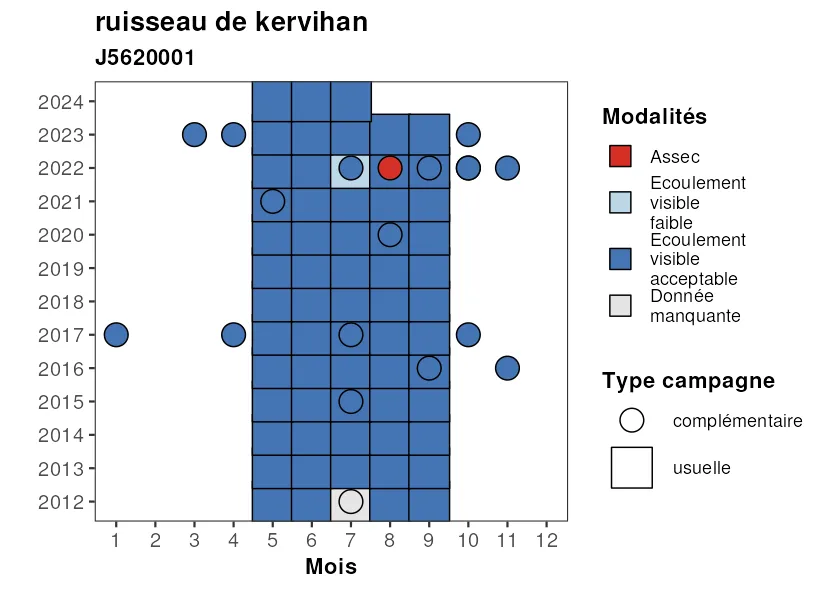 ruisseau de kervihan
J5620001
2024
2023
2022
2021
2020
2019
2018
2017
2016
2015
2014
2013
2012
1 2 3 4 5 6 7 8 9 10 11 12
Mois
Modalités
Assec
Ecoulement
visible
faible
Ecoulement
visible
acceptable
Donnée
manquante
Type campagne
complémentaire
usuelle